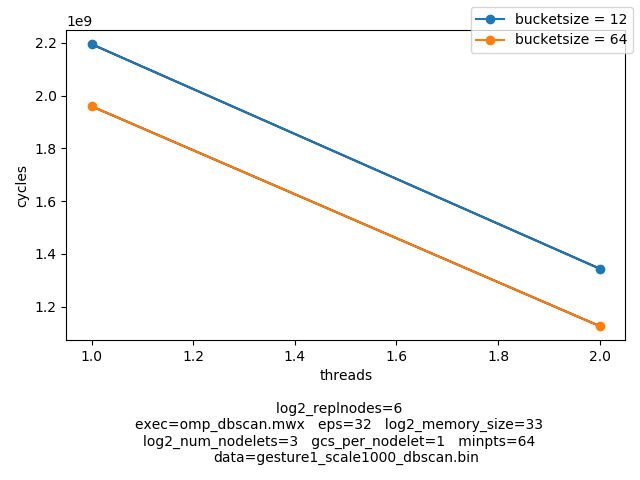 1e9
bucketsize = 12
bucketsize = 64
2.2
2.0
1.8
1.6
1.4
1.2
cycles
1.0 1.2 1.4 1.6 1.8 2.0
threads
log2_replnodes=6
exec=omp_dbscan.mwx eps=32 log2_memory_size=33
log2_num_nodelets=3 gcs_per_nodelet=1 minpts=64
data=gesture1_scale1000_dbscan.bin